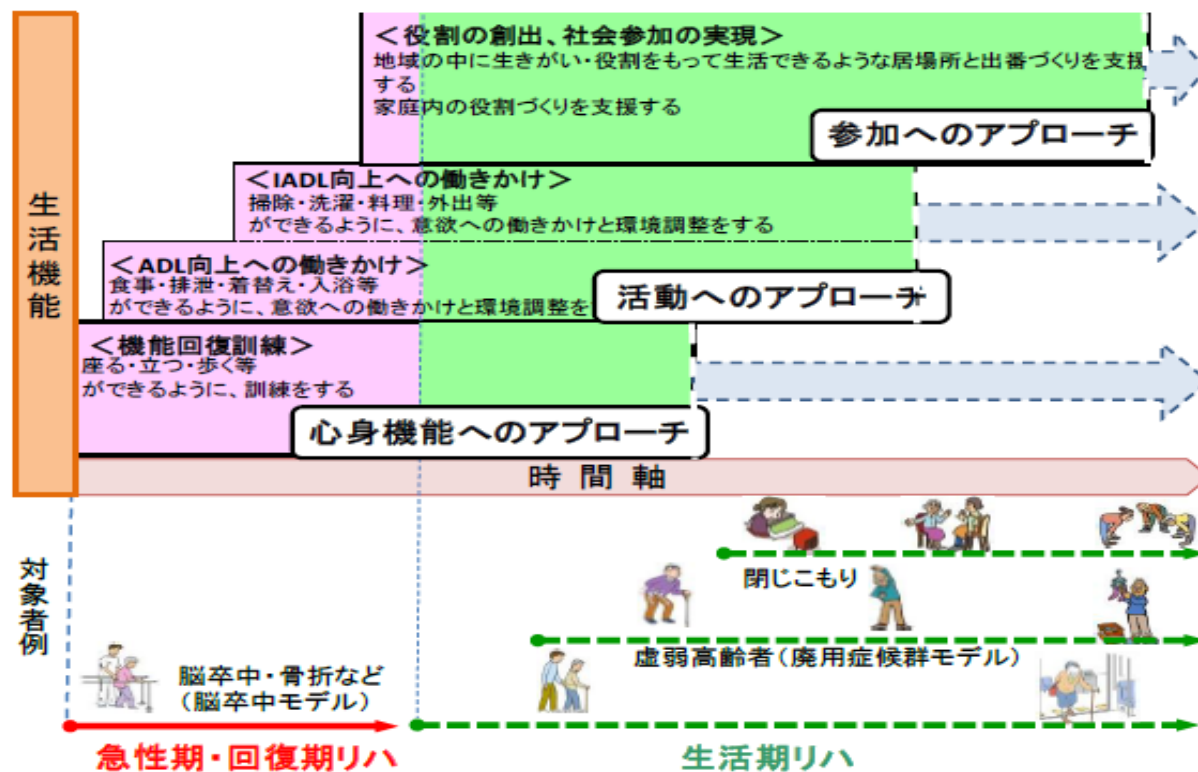 <役割の創出、社会参加の実現>
地域の中に生きがい・役割をもって生活できるような居場所と出番づくりを支援
する
家庭内の役割づくりを支援する
参加へのアプローチ
<IADL向上への働きかけ>
掃除・洗濯・料理・外出等
ができるように、意欲への働きかけと環境調整をする
<ADL向上への働きかけ>
食事・排泄・着替え・入浴等
ができるように、意欲への働きかけと環境調整を
活動へのアプローチ
<機能回復訓練>
座る・立つ・歩く等
ができるように、訓練をする
心身機能へのアプローチ
生活機能
時間軸
対象者例
閉じこもり
虚弱高齢者(廃用症候群モデル)
脳卒中・骨折など
(脳卒中モデル)
急性期・回復期リハ
生活期リハ